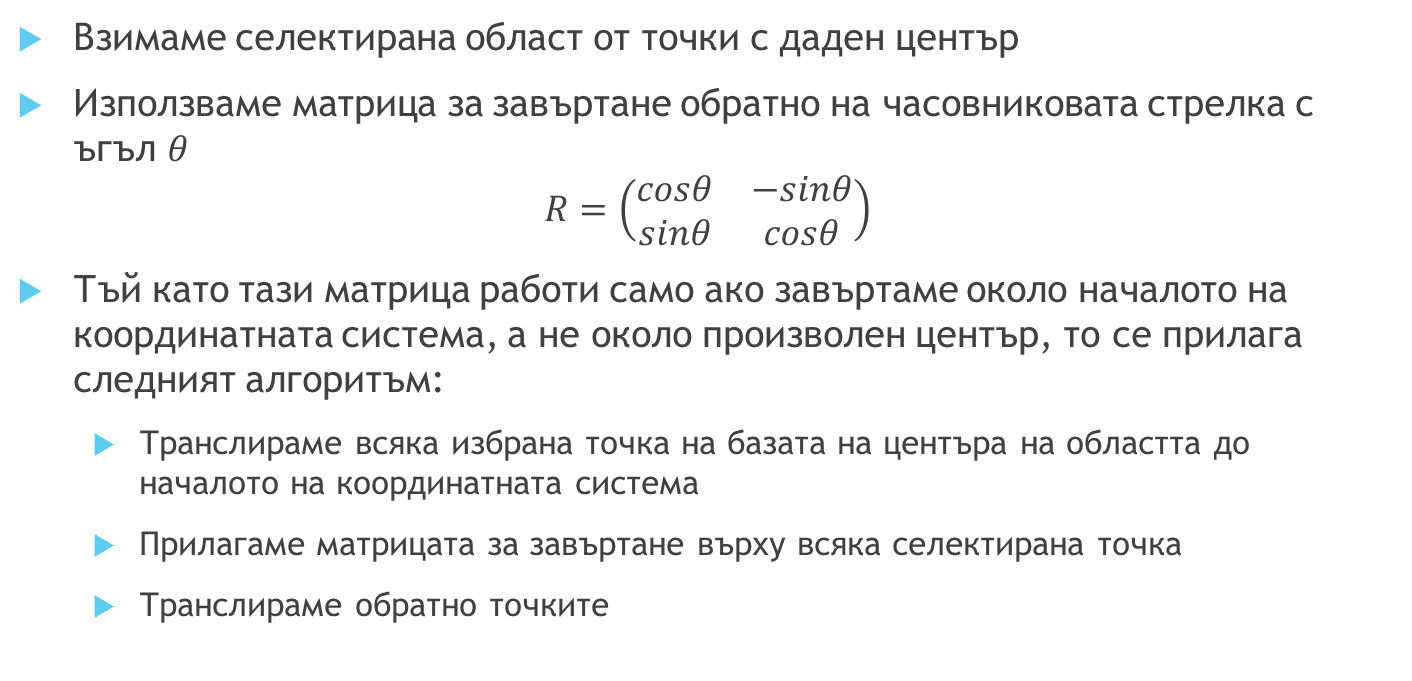 Взимаме селектирана област от точки с даден център
Използваме матрица за завъртане обратно на часовниковата стрелка с
ъгъл θ
R = (cosθ −sinθ
sinθ cosθ)
Тъй като тази матрица работи само ако завъртаме около началото на
координатната система, а не около произволен център, то се прилага
следният алгоритъм:
Транслираме всяка избрана точка на базата на центъра на областта до
началото на координатната система
Прилагаме матрицата за завъртане върху всяка селектирана точка
Транслираме обратно точките